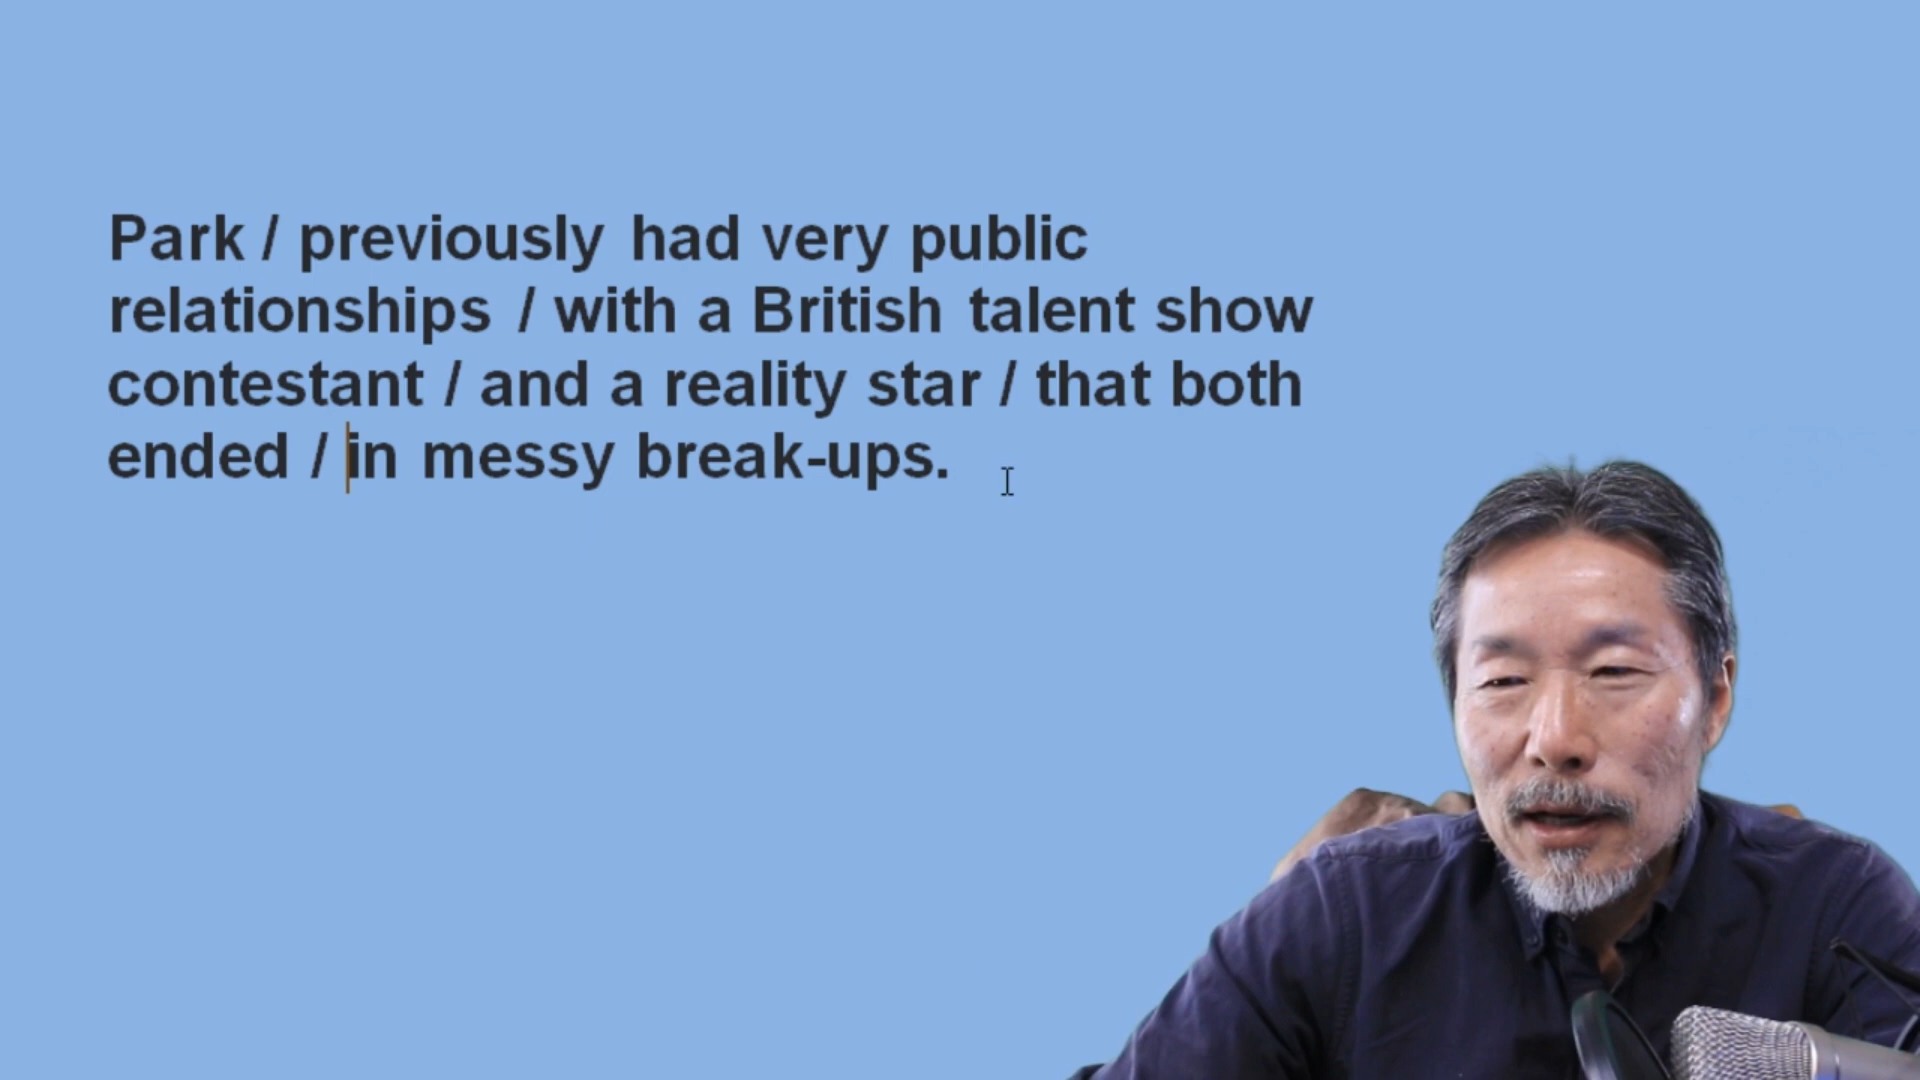 Park / previously had very public
relationships / with a British talent show
contestant / and a reality star / that both
ended / in messy break-ups.